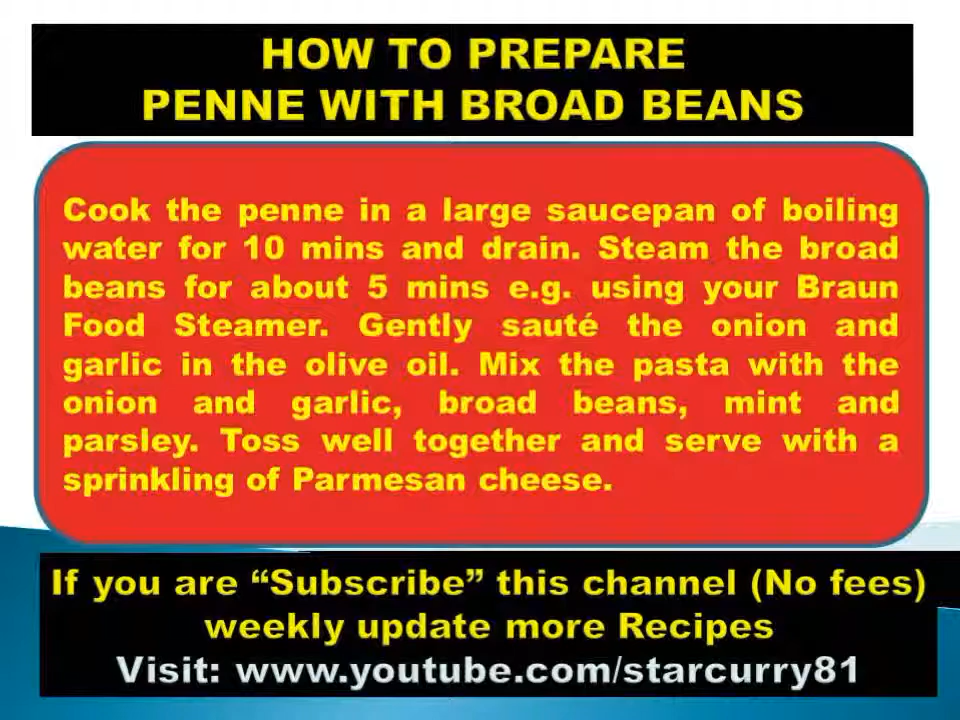 HOW TO PREPARE
PENNE WITH BROAD BEANS
Cook the penne in a large saucepan of boiling
water for 10 mins and drain. Steam the broad
beans for about 5 mins e.g. using your Braun
Food Steamer. Gently sauté the onion and
garlic in the olive oil. Mix the pasta with the
onion and garlic, broad beans, mint and
parsley. Toss well together and serve with a
sprinkling of Parmesan cheese.
If you are “Subscribe” this channel (No fees)
weekly update more Recipes
Visit: www.youtube.com/starcurry81